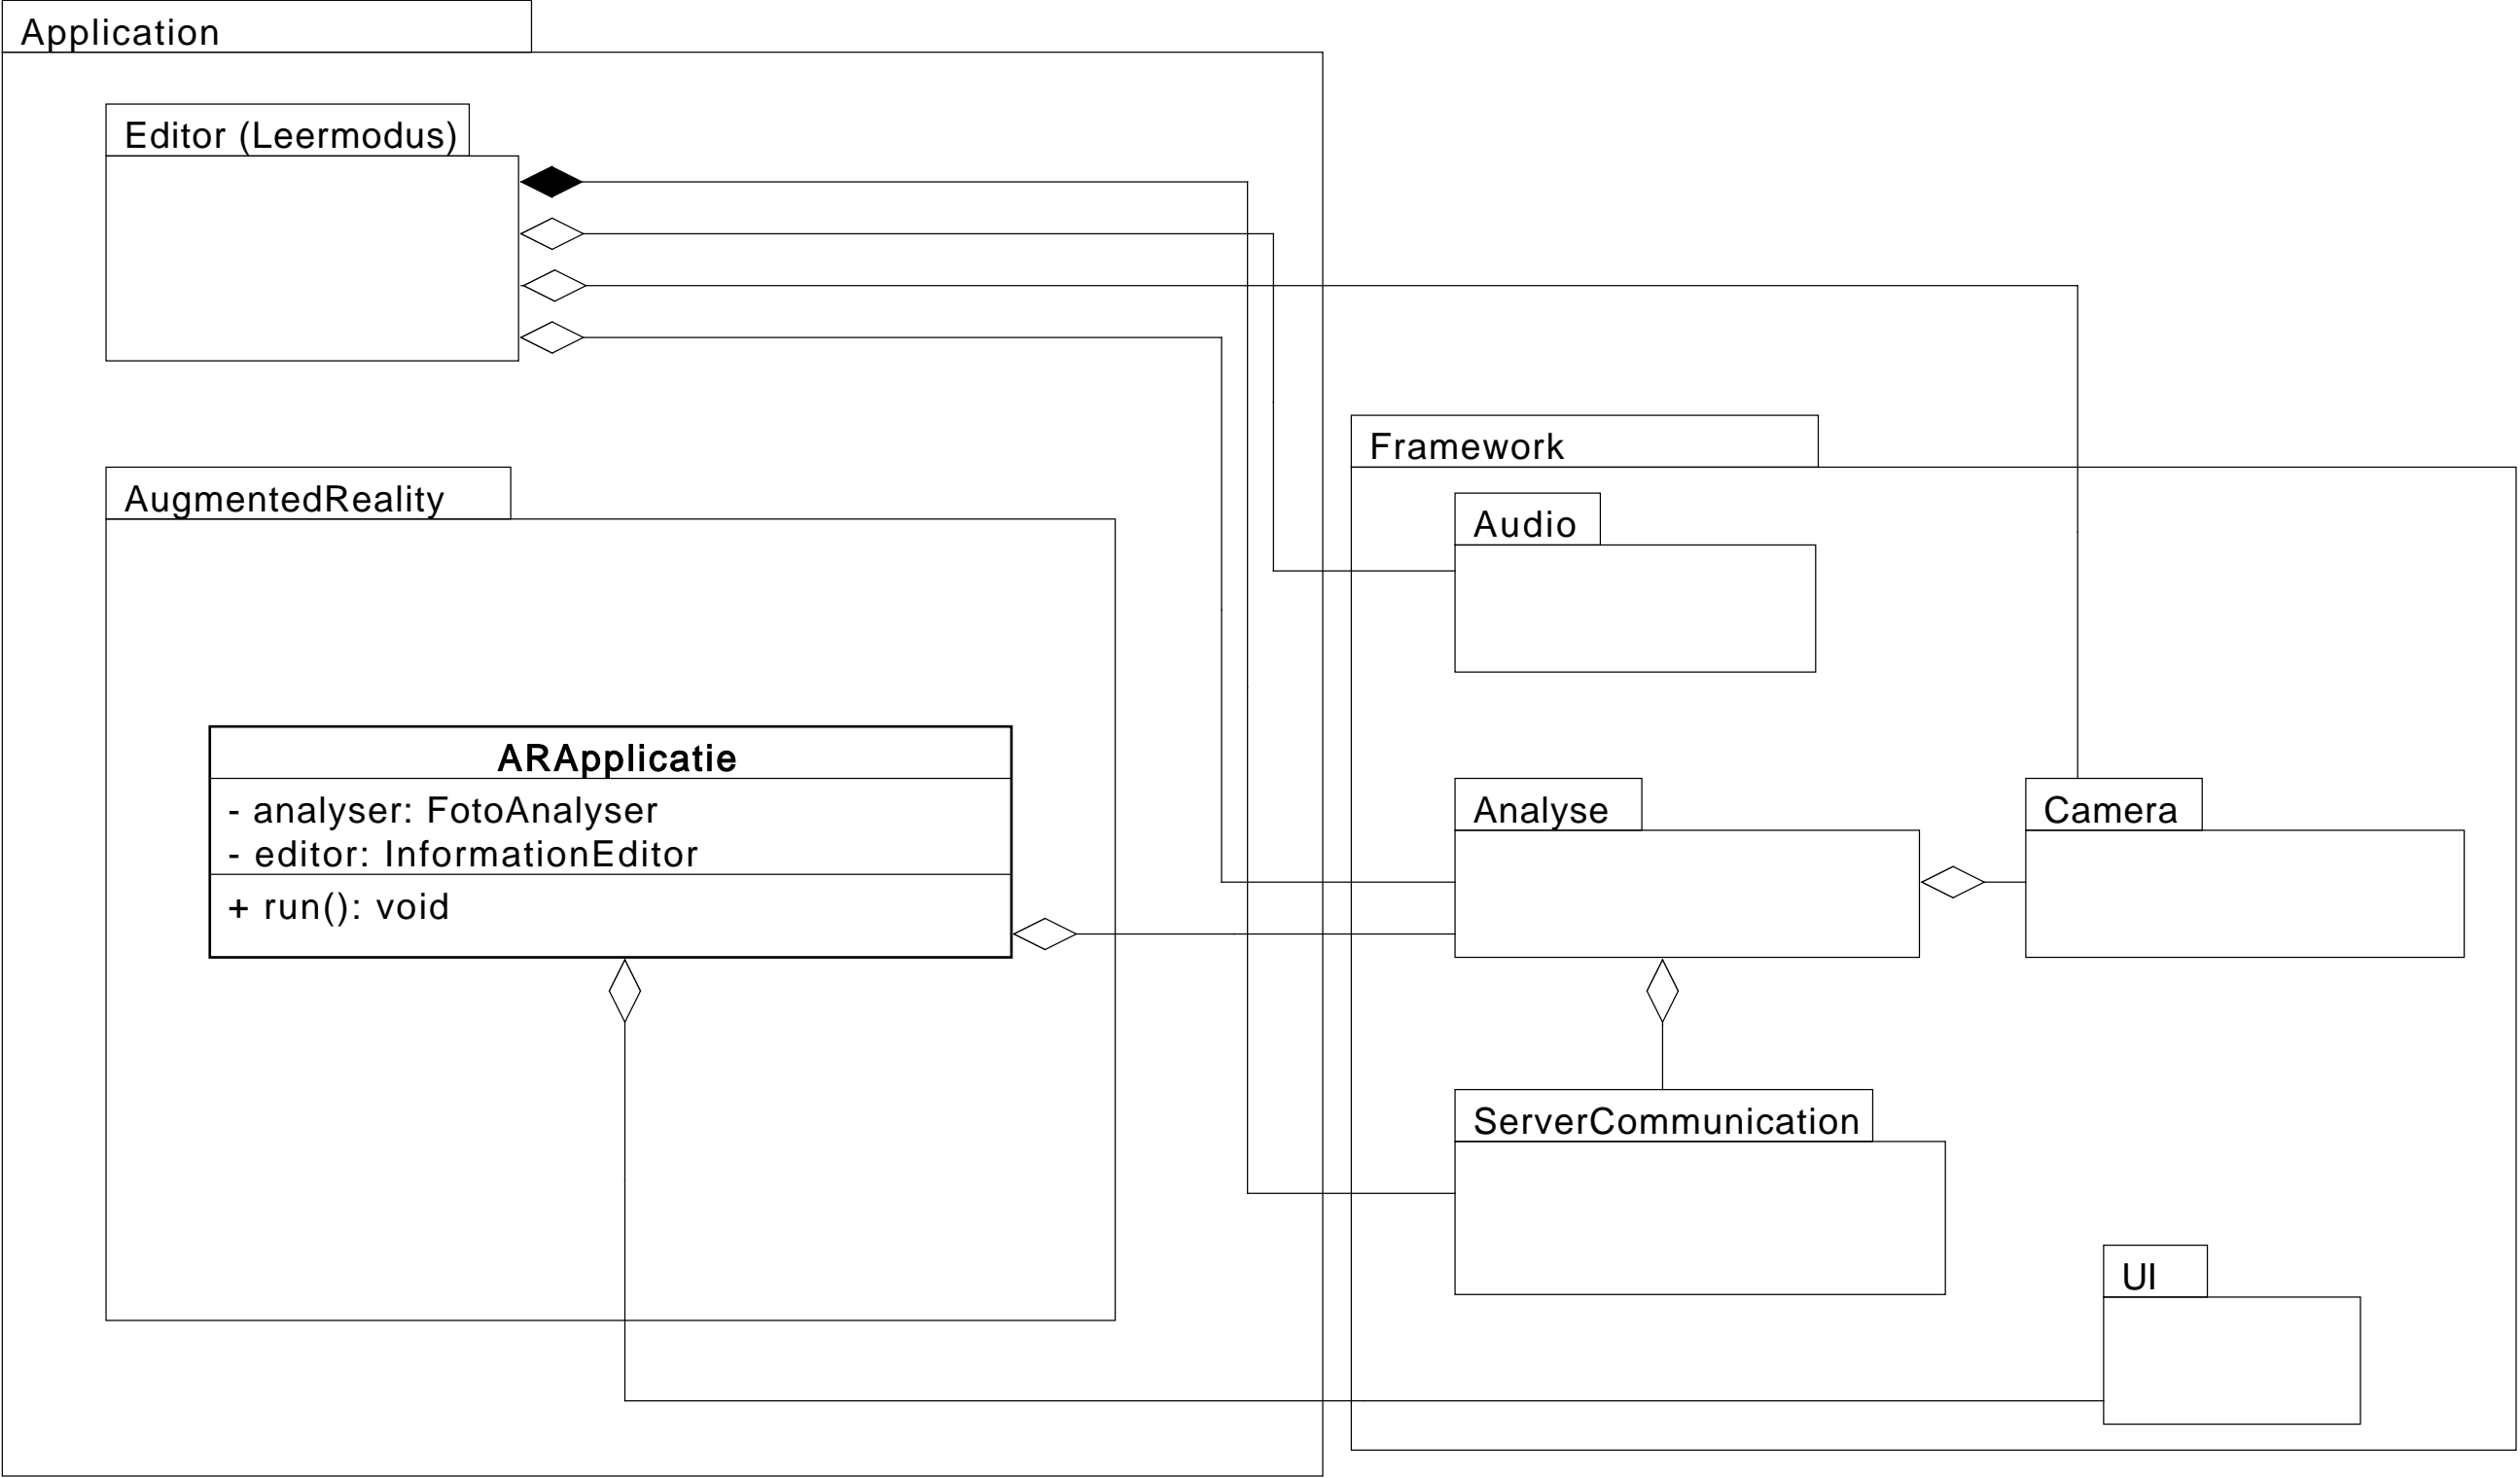 Application
Editor (Leermodus)
Framework
AugmentedReality
Audio
ARApplicatie
- analyser: FotoAnalyser
- editor: InformationEditor
+ run(): void
Analyse
Camera
ServerCommunication
UI